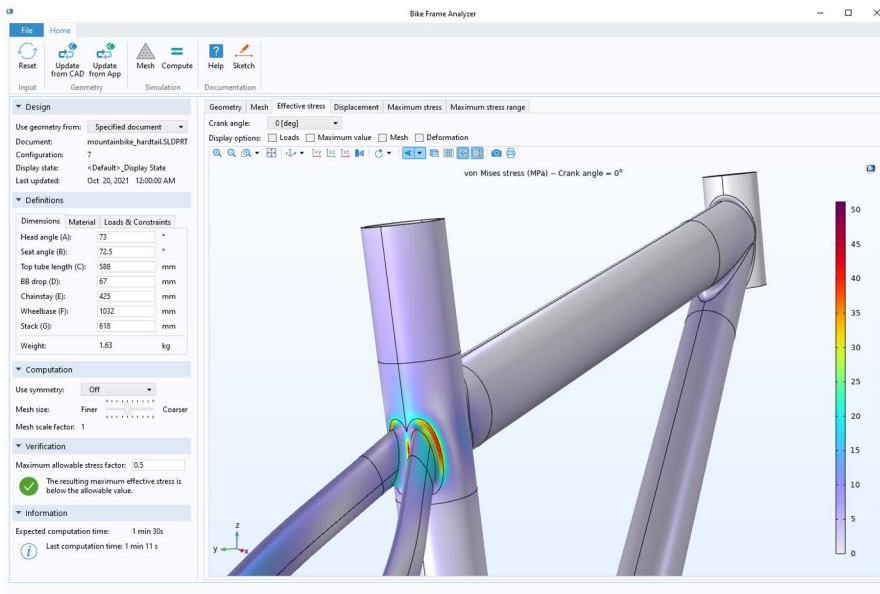 Bike Frame Analyzer
File Home
Reset
Update from CAD
Update from App
Mesh
Compute
Help
Sketch
Input
Geometry
Simulation
Documentation
Design
Use geometry from: Specified document
Document: mountainbike_hardtail.SLDPRT
Configuration: 7
Display state: <Default>_Display State
Last updated: Oct 20, 2021 12:00:00 AM
Definitions
Dimensions Material Loads & Constraints
Head angle (A): 73 °
Seat angle (B): 72.5 °
Top tube length (C): 588 mm
BB drop (D): 67 mm
Chainstay (E): 425 mm
Wheelbase (F): 1032 mm
Stack (G): 618 mm
Weight: 1.63 kg
Computation
Use symmetry: Off
Mesh size: Finer Coarser
Mesh scale factor: 1
Verification
Maximum allowable stress factor: 0.5
The resulting maximum effective stress is
below the allowable value.
Information
Expected computation time: 1 min 30s
Last computation time: 1 min 11 s
Geometry Mesh Effective stress Displacement Maximum stress Maximum stress range
Crank angle: 0 [deg]
Display options: Loads Maximum value Mesh Deformation
von Mises stress (MPa) -- Crank angle = 0°
50
45
40
35
30
25
20
15
10
5
0
z
y
x